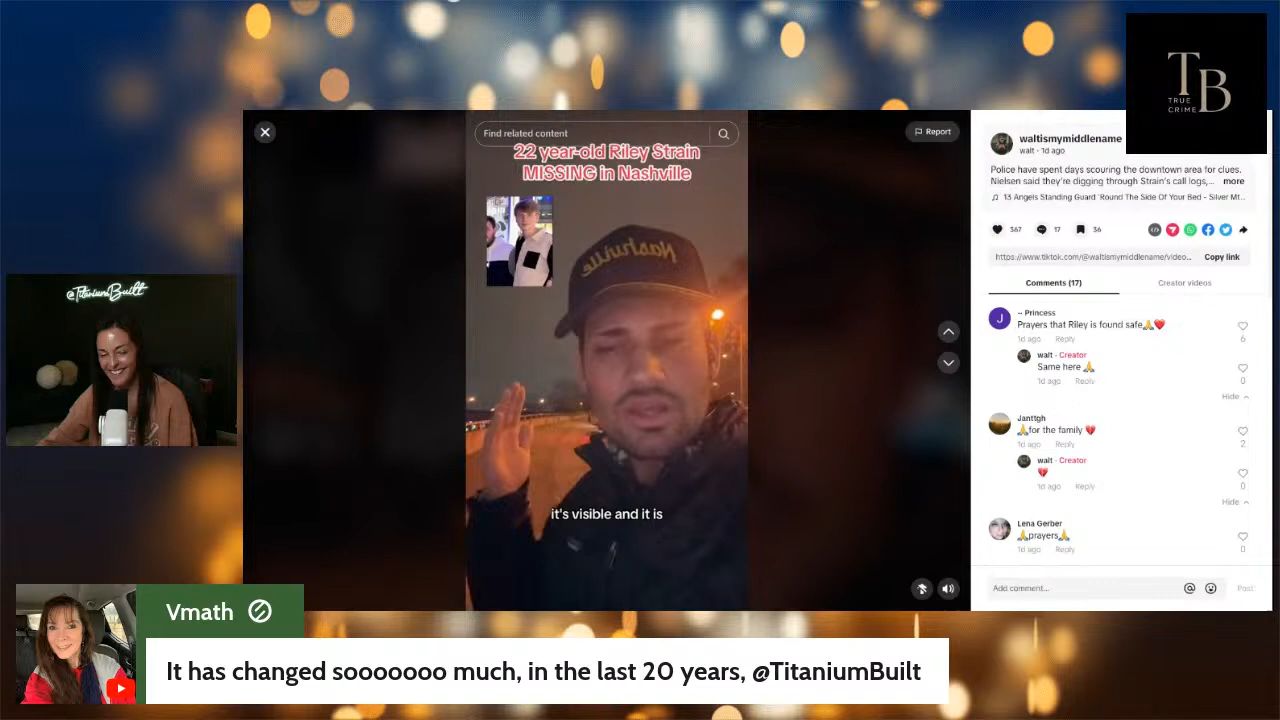 TB
TRUE
CRIME
Find related content
Report
22 year-old Riley Strain
MISSING in Nashville
Nashville
it's visible and it is
waltismymiddlename
walt · 1d ago
Police have spent days scouring the downtown area for clues.
Nielsen said they're digging through Strain's call logs,... more
13 Angels Standing Guard 'Round The Side Of Your Bed - Silver Mt...
367 17 36
https://www.tiktok.com/@waltismymiddlename/video... Copy link
Comments (17) Creator videos
J
~ Princess
Prayers that Riley is found safe🙏❤️
1d ago Reply
6
walt · Creator
Same here 🙏
1d ago Reply
0
Hide
Janttgh
🙏for the family 💔
1d ago Reply
2
walt · Creator
💔
1d ago Reply
0
Hide
Lena Gerber
🙏prayers🙏
1d ago Reply
0
Add comment...
Post
@TitaniumBuilt
Vmath
It has changed sooooooo much, in the last 20 years, @TitaniumBuilt